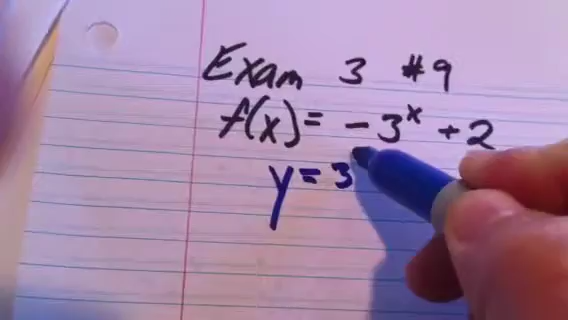 Exam 3 #9
f(x) = -3^x + 2
y = 3